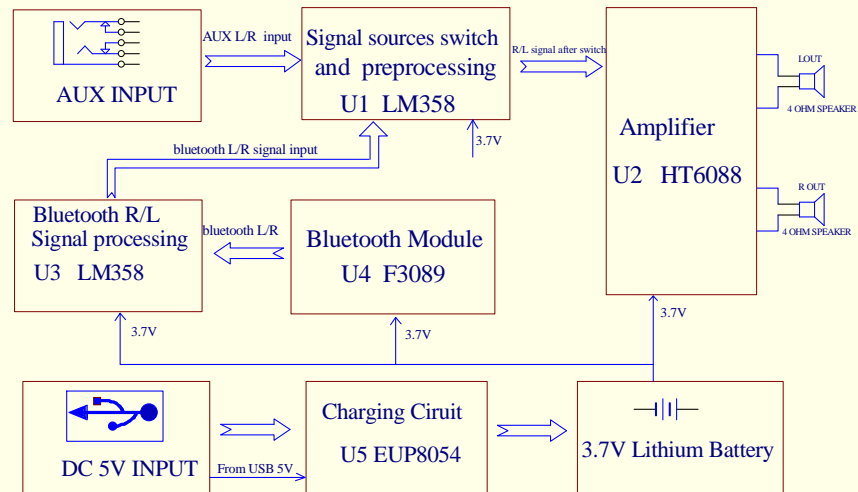 AUX INPUT
AUX L/R input
Signal sources switch
and preprocessing
U1 LM358
R/L signal after switch
3.7V
Amplifier
U2 HT6088
LOUT
4 OHM SPEAKER
R OUT
4 OHM SPEAKER
bluetooth L/R signal input
Bluetooth R/L
Signal processing
U3 LM358
bluetooth L/R
Bluetooth Module
U4 F3089
3.7V
3.7V
3.7V
DC 5V INPUT
From USB 5V
Charging Ciruit
U5 EUP8054
3.7V Lithium Battery